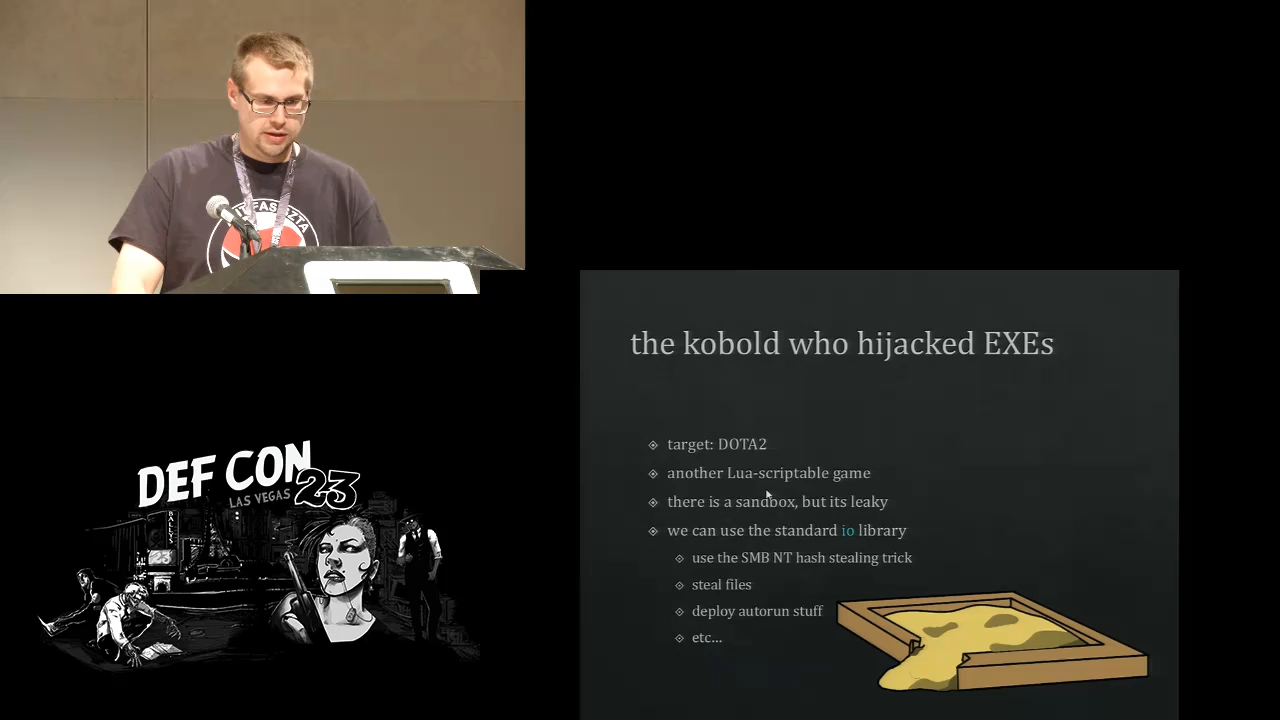 DEF CON
LAS VEGAS 23
BALLYS
the kobold who hijacked EXEs
target: DOTA2
another Lua-scriptable game
there is a sandbox, but its leaky
we can use the standard io library
use the SMB NT hash stealing trick
steal files
deploy autorun stuff
etc...